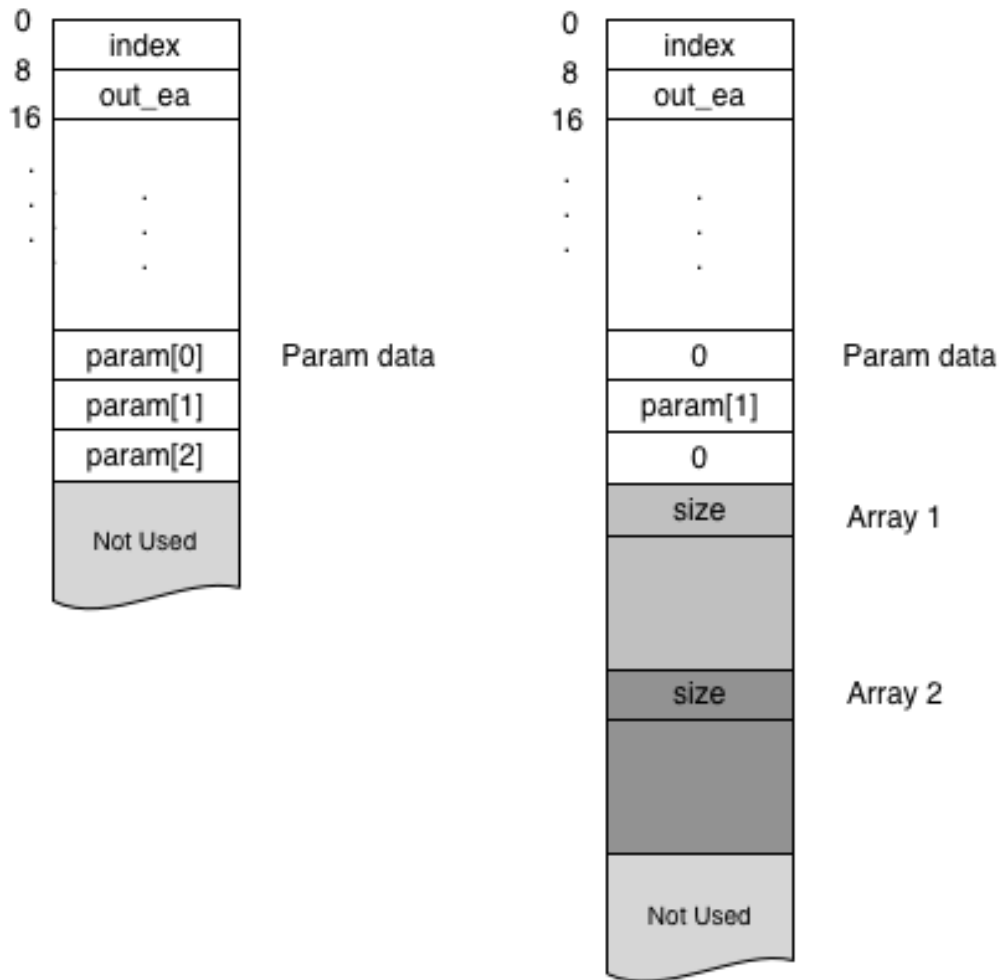 0
index
8
out_ea
16
.
.
.
.
.
.
param[0]
Param data
param[1]
param[2]
Not Used
0
index
8
out_ea
16
.
.
.
.
.
.
0
Param data
param[1]
0
size
Array 1
size
Array 2
Not Used